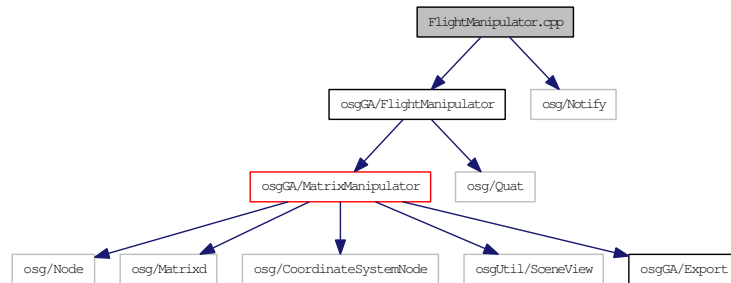 FlightManipulator.cpp
osgGA/FlightManipulator
osg/Notify
osgGA/MatrixManipulator
osg/Quat
osg/Node
osg/Matrixd
osg/CoordinateSystemNode
osgUtil/SceneView
osgGA/Export